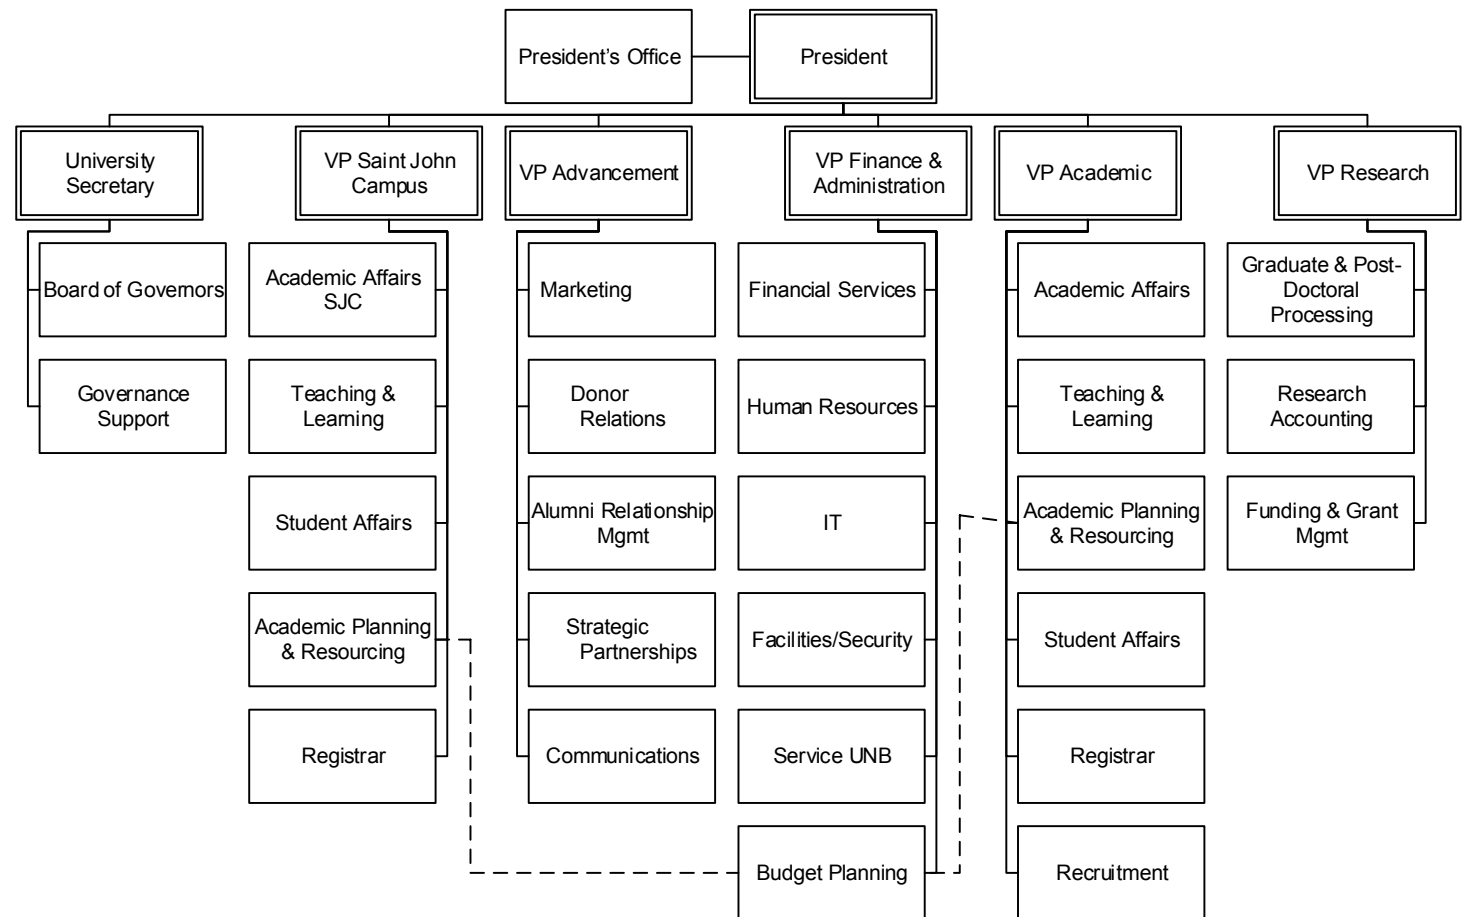 President's Office
President
University
Secretary
VP Saint John
Campus
VP Advancement
VP Finance &
Administration
VP Academic
VP Research
Board of Governors
Academic Affairs
SJC
Marketing
Financial Services
Academic Affairs
Graduate & Post-
Doctoral
Processing
Governance
Support
Teaching &
Learning
Donor
Relations
Human Resources
Teaching &
Learning
Research
Accounting
Student Affairs
Alumni Relationship
Mgmt
IT
Academic Planning
& Resourcing
Funding & Grant
Mgmt
Academic Planning
& Resourcing
Strategic
Partnerships
Facilities/Security
Student Affairs
Registrar
Communications
Service UNB
Registrar
Budget Planning
Recruitment